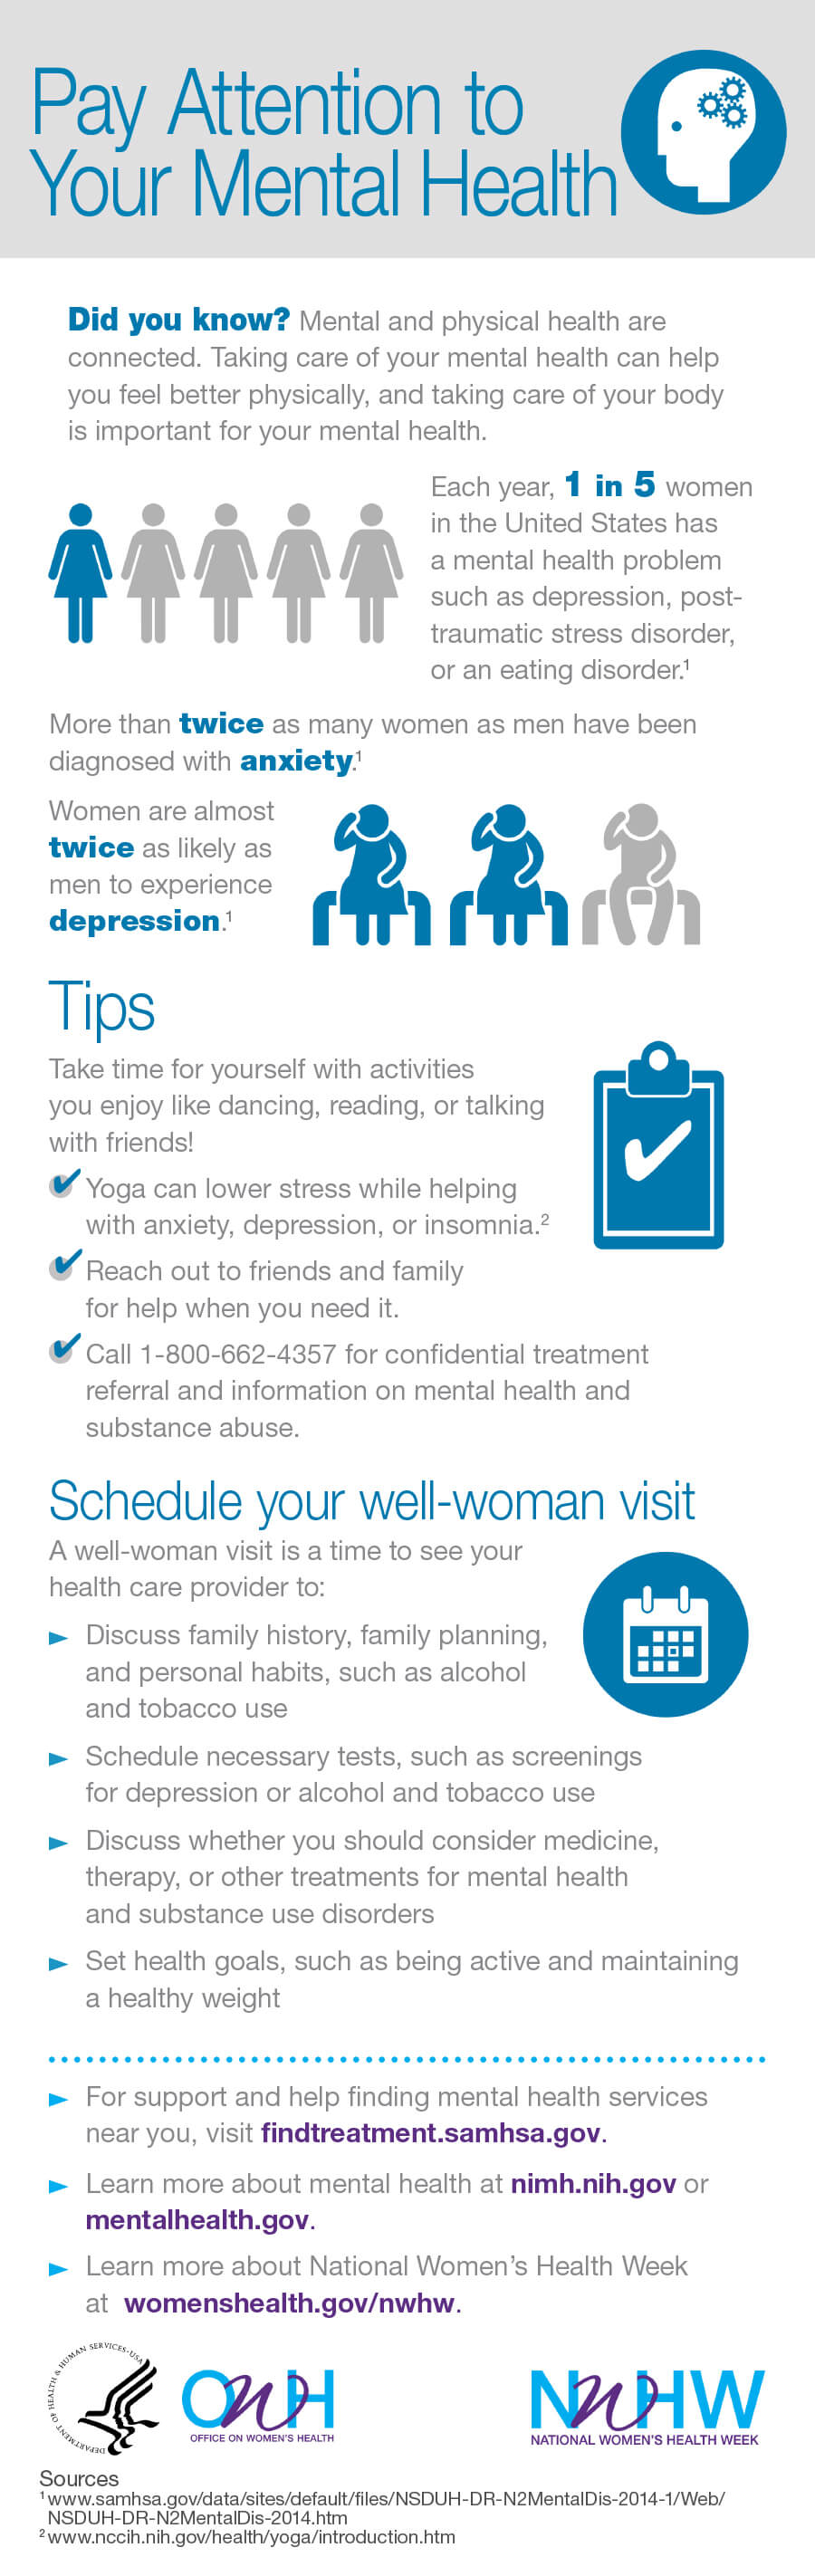 Pay Attention to
Your Mental Health
Did you know? Mental and physical health are
connected. Taking care of your mental health can help
you feel better physically, and taking care of your body
is important for your mental health.
Each year, 1 in 5 women
in the United States has
a mental health problem
such as depression, post-
traumatic stress disorder,
or an eating disorder.¹
More than twice as many women as men have been
diagnosed with anxiety.¹
Women are almost
twice as likely as
men to experience
depression.¹
Tips
Take time for yourself with activities
you enjoy like dancing, reading, or talking
with friends!
Yoga can lower stress while helping
with anxiety, depression, or insomnia.²
Reach out to friends and family
for help when you need it.
Call 1-800-662-4357 for confidential treatment
referral and information on mental health and
substance abuse.
Schedule your well-woman visit
A well-woman visit is a time to see your
health care provider to:
► Discuss family history, family planning,
and personal habits, such as alcohol
and tobacco use
► Schedule necessary tests, such as screenings
for depression or alcohol and tobacco use
► Discuss whether you should consider medicine,
therapy, or other treatments for mental health
and substance use disorders
► Set health goals, such as being active and maintaining
a healthy weight
► For support and help finding mental health services
near you, visit findtreatment.samhsa.gov.
► Learn more about mental health at nimh.nih.gov or
mentalhealth.gov.
► Learn more about National Women's Health Week
at womenshealth.gov/nwhw.
DEPARTMENT OF HEALTH & HUMAN SERVICES·USA
OWH
OFFICE ON WOMEN'S HEALTH
NWHW
NATIONAL WOMEN'S HEALTH WEEK
Sources
¹ www.samhsa.gov/data/sites/default/files/NSDUH-DR-N2MentalDis-2014-1/Web/
NSDUH-DR-N2MentalDis-2014.htm
² www.nccih.nih.gov/health/yoga/introduction.htm